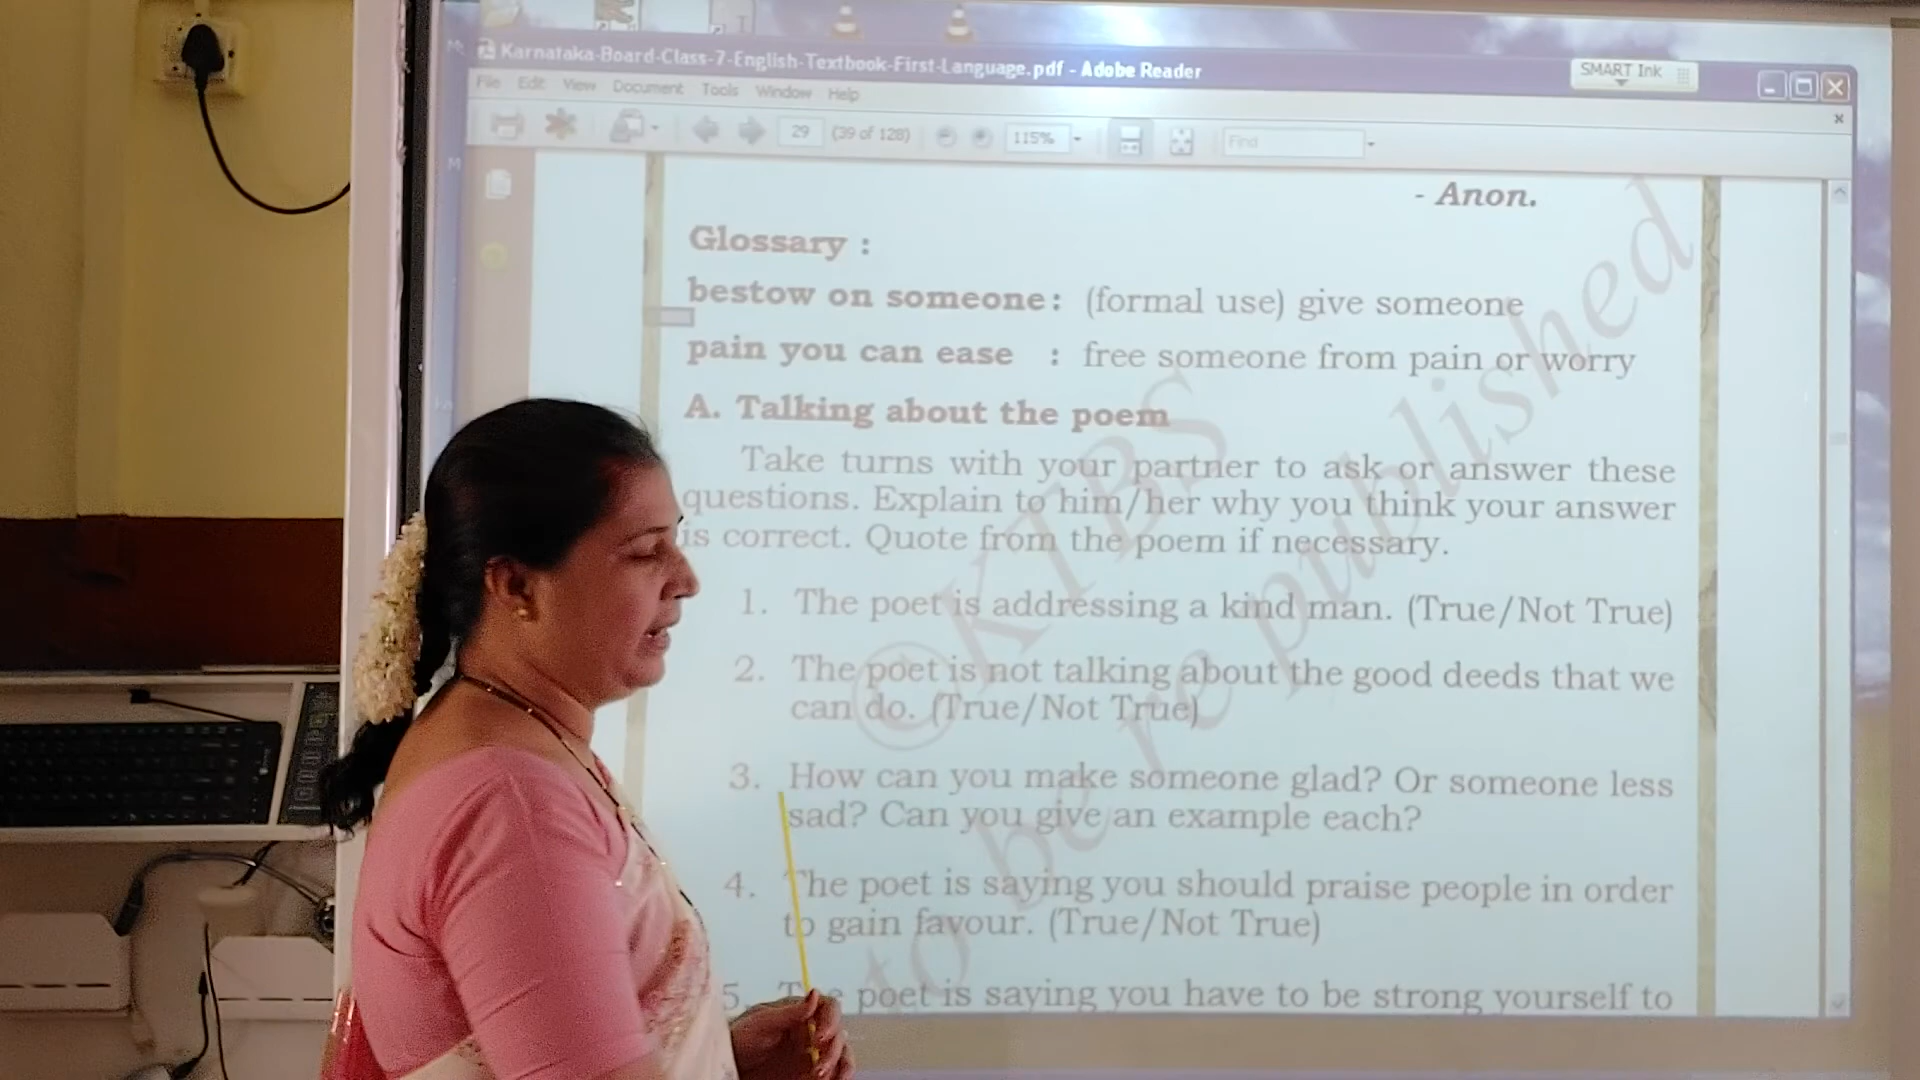 Karnataka-Board-Class-7-English-Textbook-First-Language.pdf - Adobe Reader
SMART Ink
File Edit View Document Tools Window Help
29 (39 of 128) 115% Find
- Anon.
Glossary :
bestow on someone : (formal use) give someone
pain you can ease : free someone from pain or worry
A. Talking about the poem
Take turns with your partner to ask or answer these
questions. Explain to him/her why you think your answer
is correct. Quote from the poem if necessary.
1. The poet is addressing a kind man. (True/Not True)
2. The poet is not talking about the good deeds that we
can do. (True/Not True)
3. How can you make someone glad? Or someone less
sad? Can you give an example each?
4. The poet is saying you should praise people in order
to gain favour. (True/Not True)
5. The poet is saying you have to be strong yourself to
©KTBS
to be re published